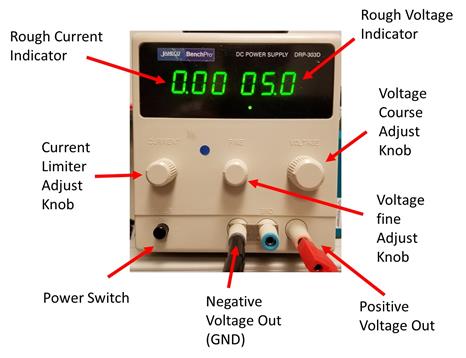 Rough Current
Indicator
Rough Voltage
Indicator
JAMECO BenchPro
DC POWER SUPPLY DRP-303D
0.00 05.0
Voltage
Course
Adjust
Knob
Current
Limiter
Adjust
Knob
CURRENT FINE VOLTAGE
Voltage
fine
Adjust
Knob
Power Switch
Negative
Voltage Out
(GND)
Positive
Voltage Out